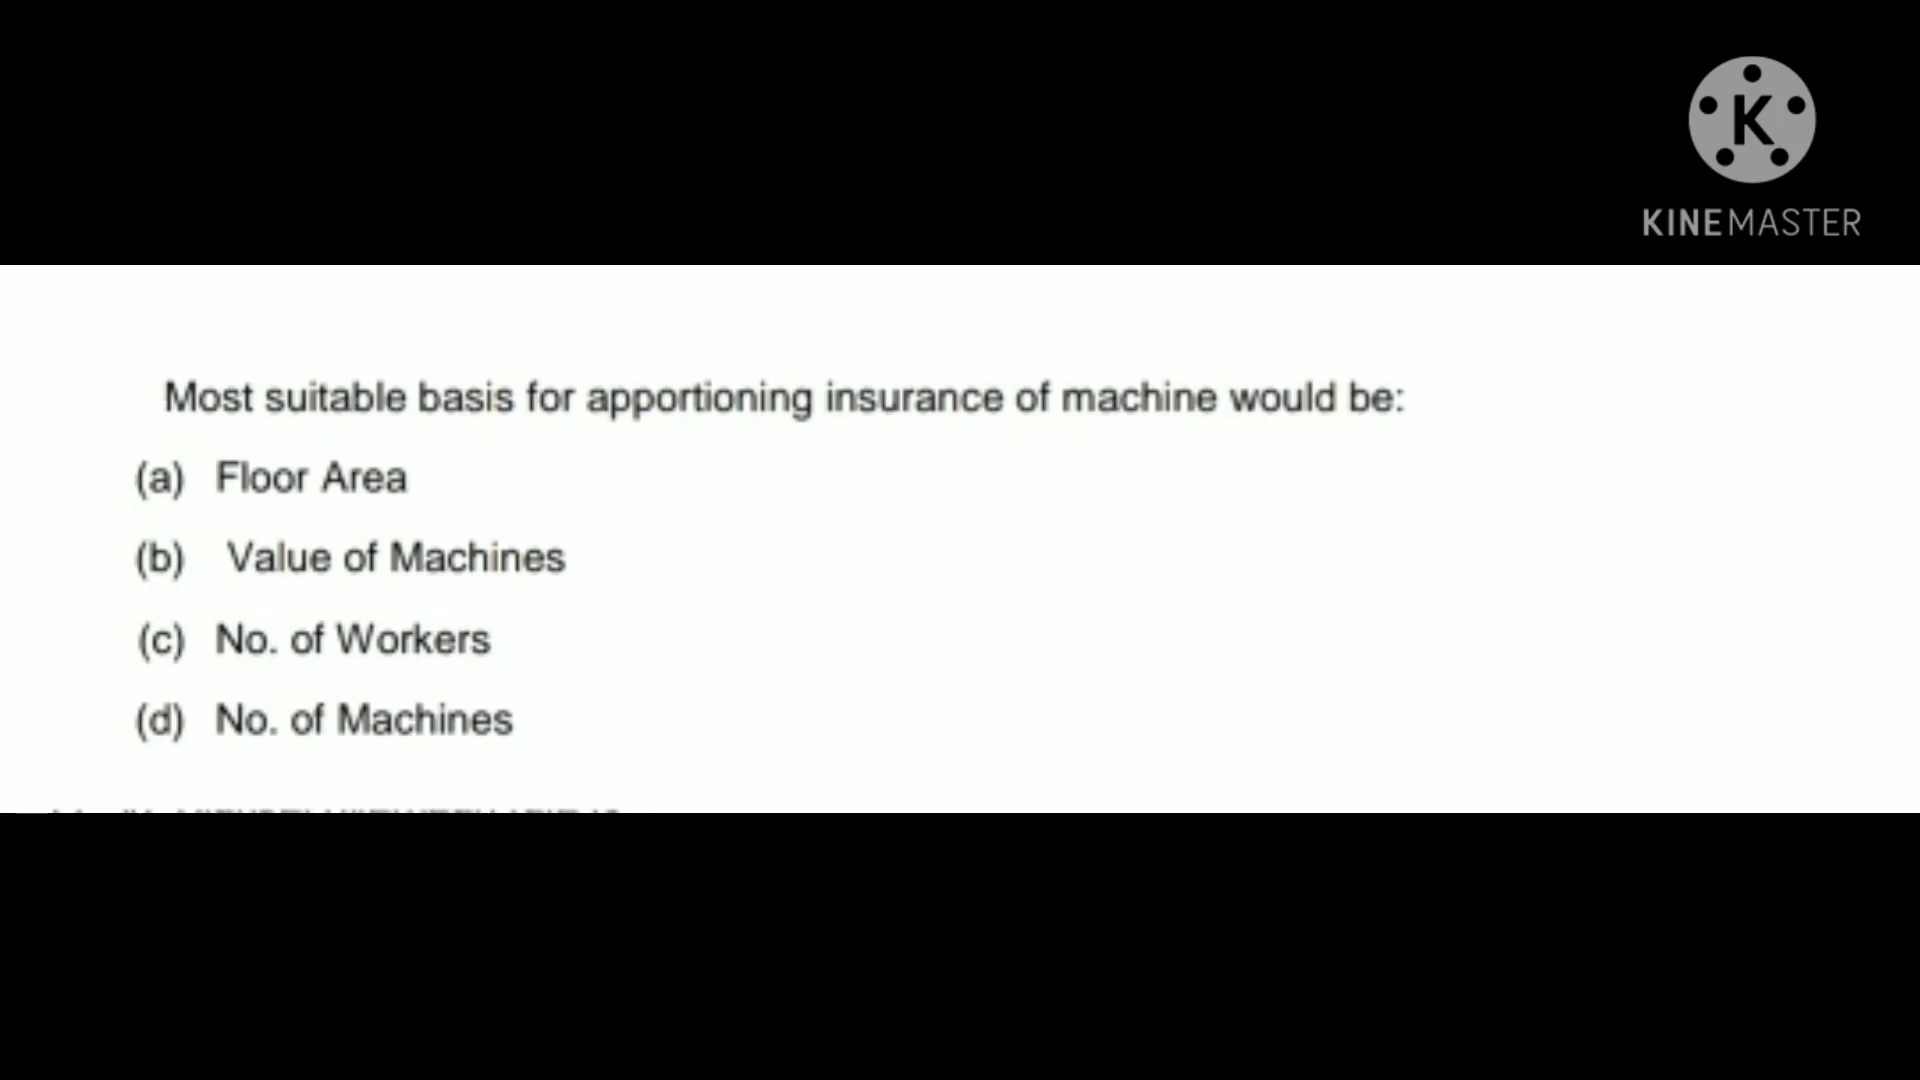 K
KINEMASTER
Most suitable basis for apportioning insurance of machine would be:
(a) Floor Area
(b) Value of Machines
(c) No. of Workers
(d) No. of Machines